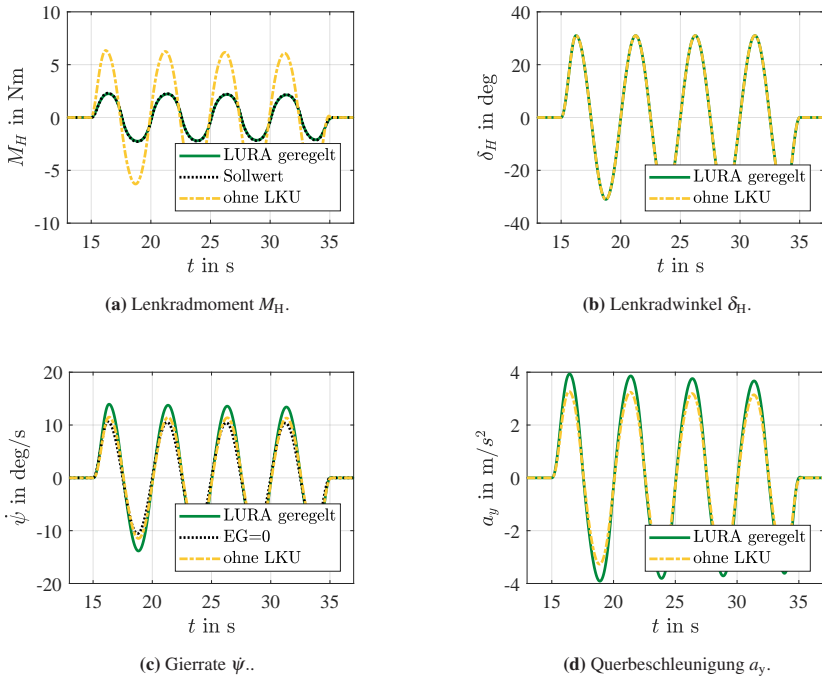 10
5
0
-5
-10
M_H in Nm
15 20 25 30 35
t in s
LURA geregelt
Sollwert
ohne LKU
(a) Lenkradmoment M_H.
40
20
0
-20
-40
δ_H in deg
15 20 25 30 35
t in s
LURA geregelt
ohne LKU
(b) Lenkradwinkel δ_H.
20
10
0
-10
-20
ψ̇ in deg/s
15 20 25 30 35
t in s
LURA geregelt
EG=0
ohne LKU
(c) Gierrate ψ̇..
4
2
0
-2
-4
a_y in m/s²
15 20 25 30 35
t in s
LURA geregelt
ohne LKU
(d) Querbeschleunigung a_y.